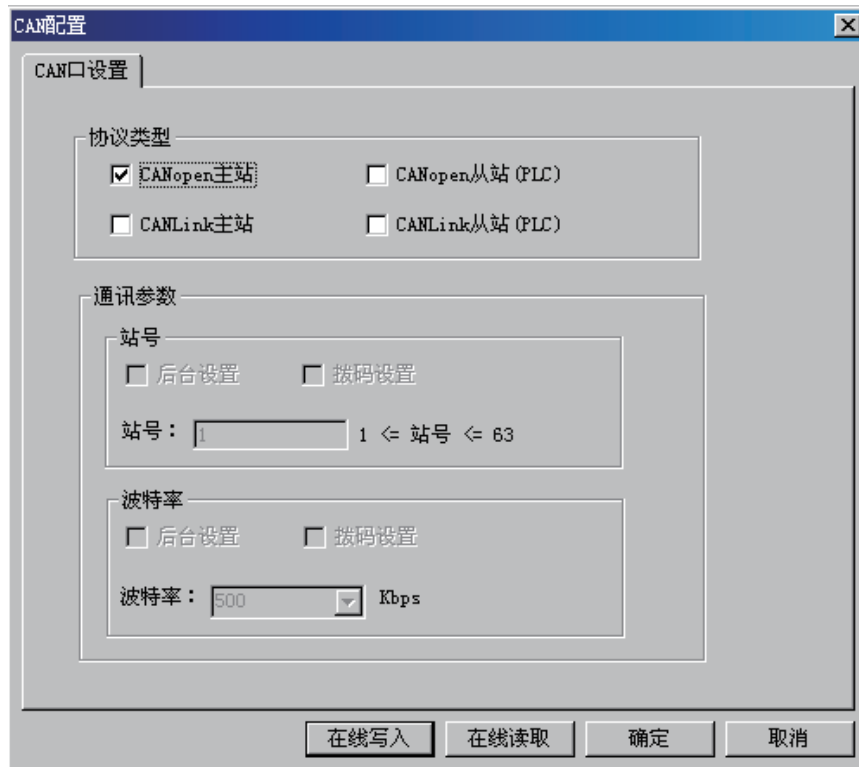 CAN配置
CAN口设置
协议类型
CANopen主站 CANopen从站(PLC)
CANLink主站 CANLink从站(PLC)
通讯参数
站号
后台设置 拨码设置
站号： 1 1 <= 站号 <= 63
波特率
后台设置 拨码设置
波特率： 500 Kbps
在线写入 在线读取 确定 取消